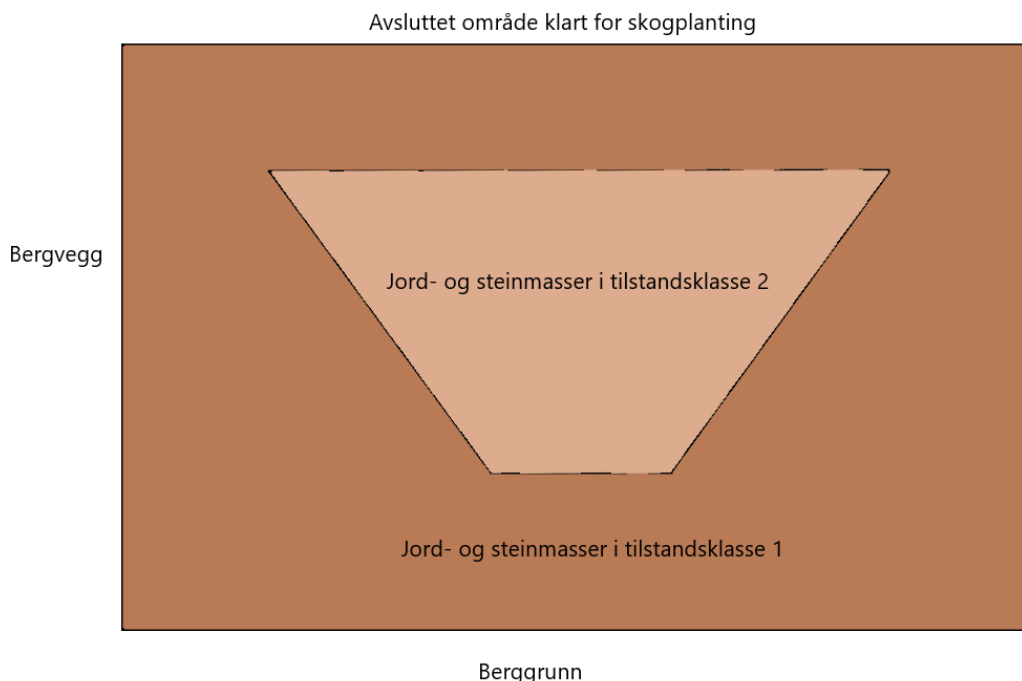 Avsluttet område klart for skogplanting
Bergvegg
Jord- og steinmasser i tilstandsklasse 2
Jord- og steinmasser i tilstandsklasse 1
Berggrunn